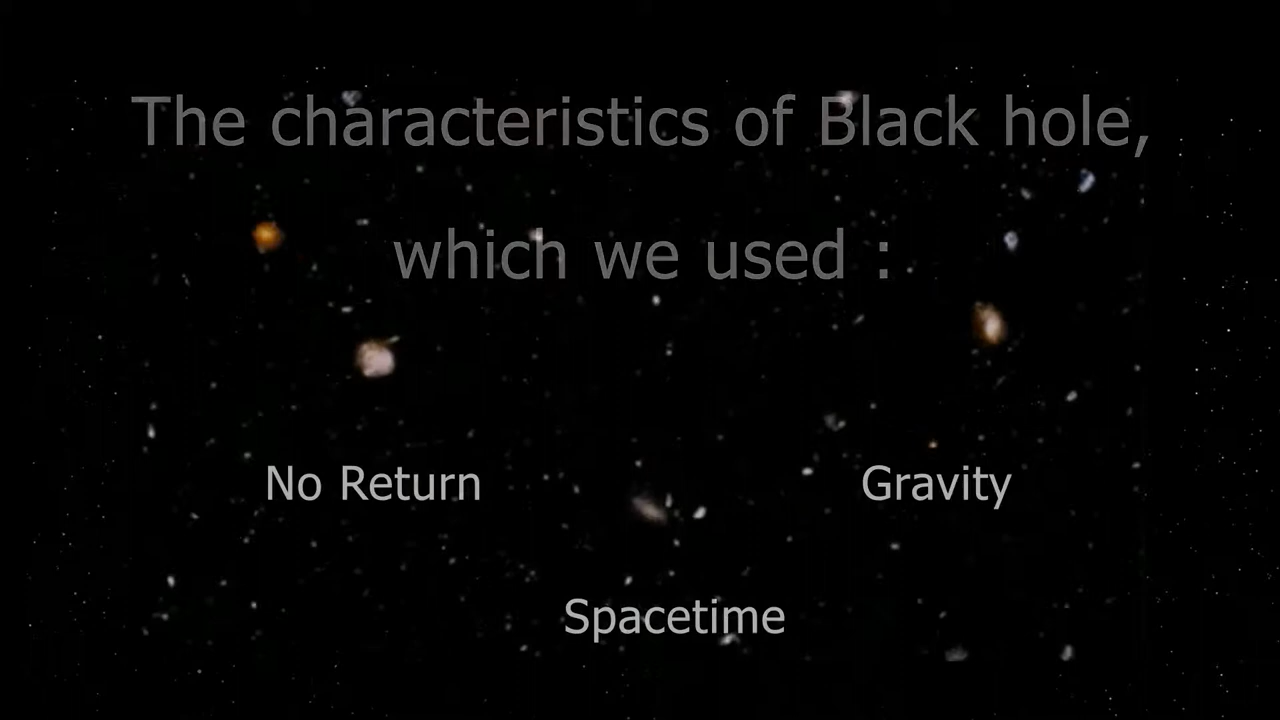 The characteristics of Black hole,
which we used :
No Return
Gravity
Spacetime